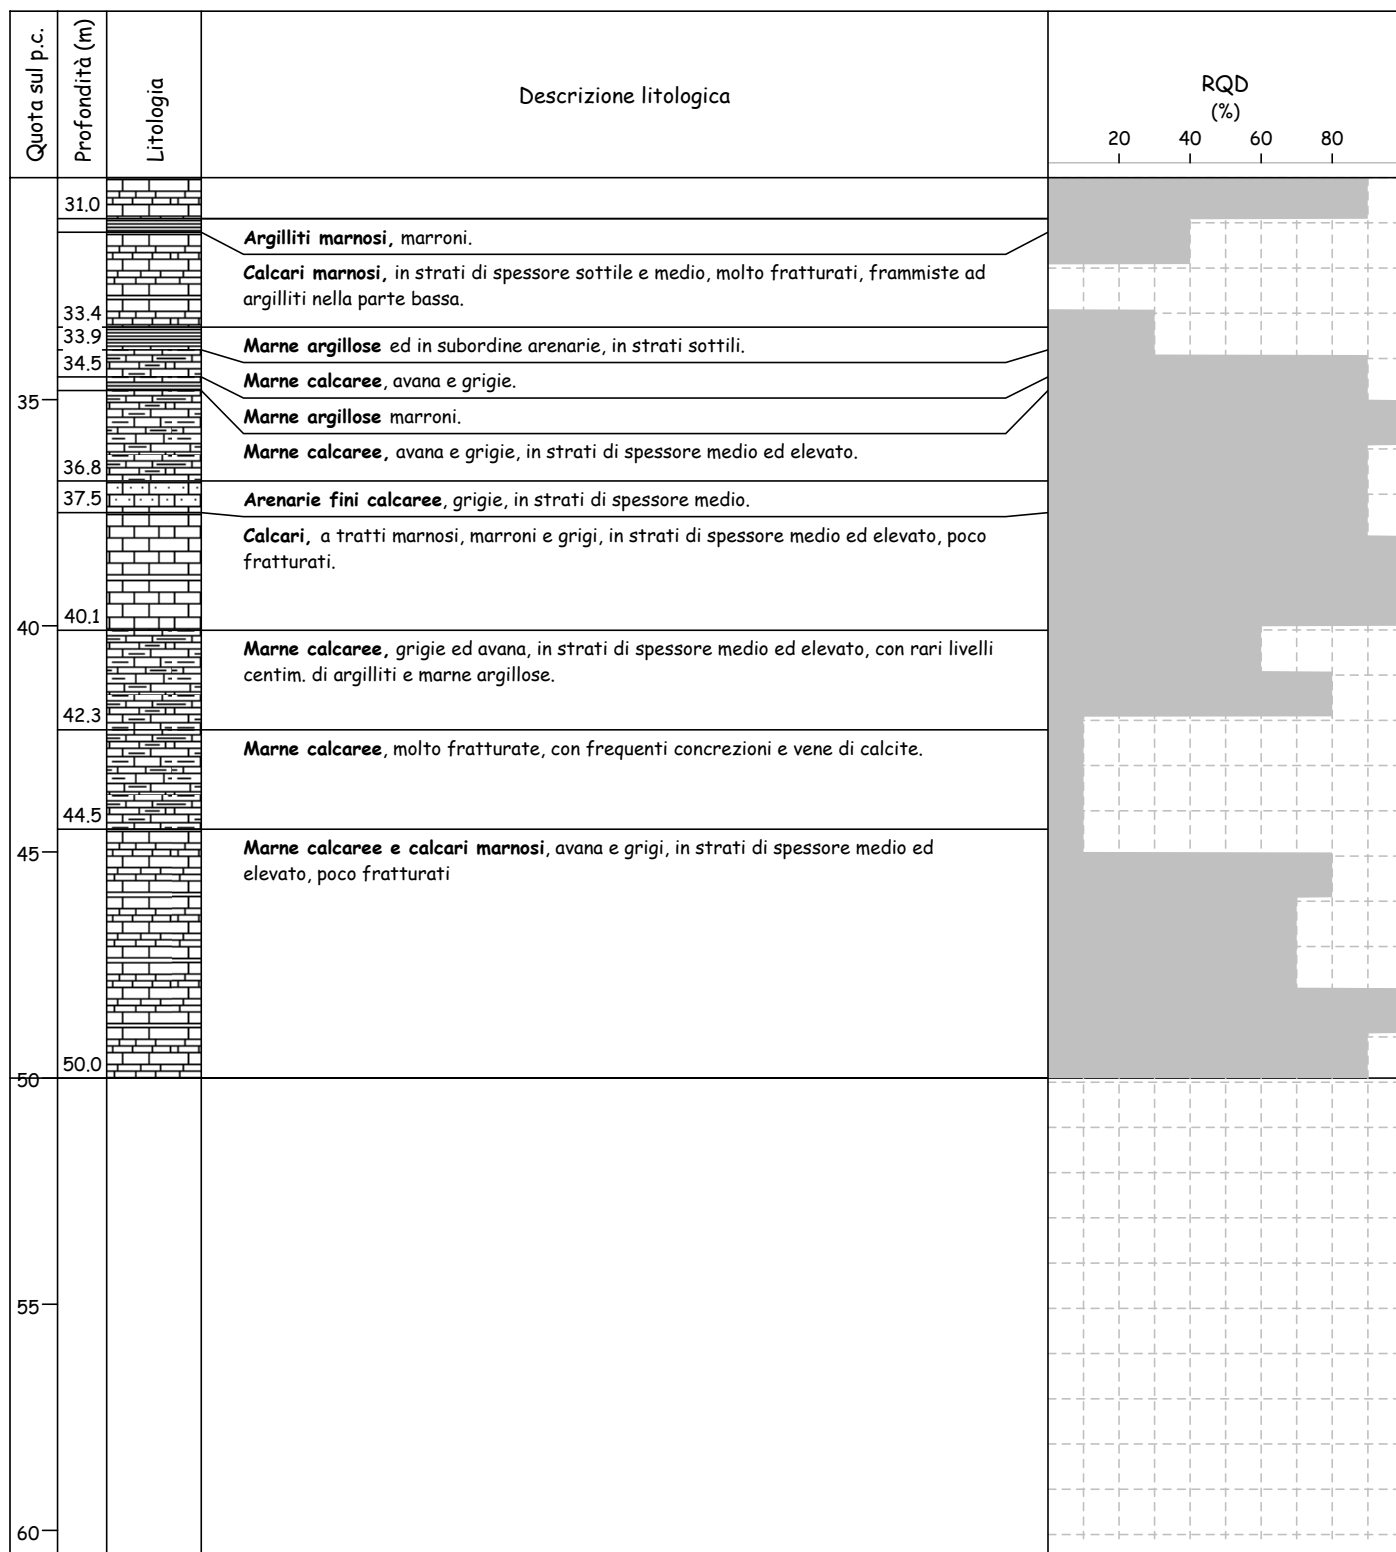 Quota sul p.c.
Profondità (m)
Litologia
Descrizione litologica
RQD
(%)
20 40 60 80
31.0
Argilliti marnosi, marroni.
Calcari marnosi, in strati di spessore sottile e medio, molto fratturati, frammiste ad
argilliti nella parte bassa.
33.4
33.9
Marne argillose ed in subordine arenarie, in strati sottili.
34.5
Marne calcaree, avana e grigie.
35
Marne argillose marroni.
Marne calcaree, avana e grigie, in strati di spessore medio ed elevato.
36.8
37.5
Arenarie fini calcaree, grigie, in strati di spessore medio.
Calcari, a tratti marnosi, marroni e grigi, in strati di spessore medio ed elevato, poco
fratturati.
40.1
40
Marne calcaree, grigie ed avana, in strati di spessore medio ed elevato, con rari livelli
centim. di argilliti e marne argillose.
42.3
Marne calcaree, molto fratturate, con frequenti concrezioni e vene di calcite.
44.5
45
Marne calcaree e calcari marnosi, avana e grigi, in strati di spessore medio ed
elevato, poco fratturati
50.0
50
55
60